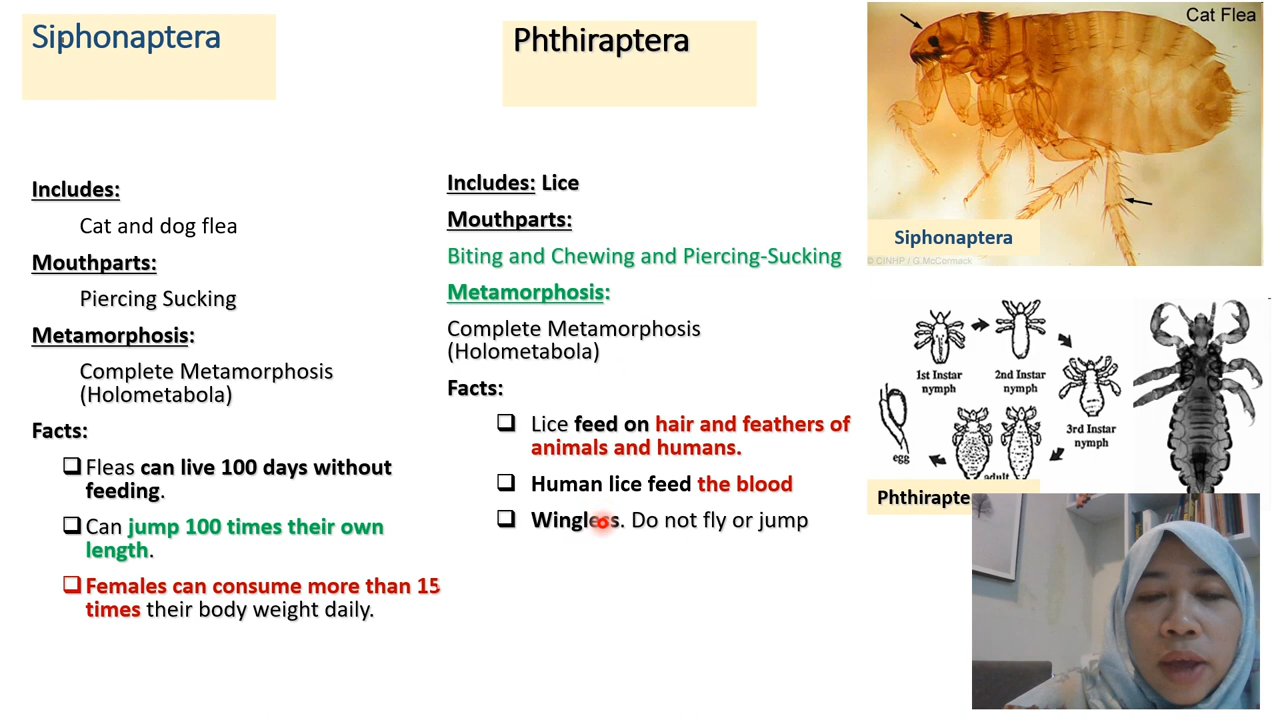 Siphonaptera
Includes:
Cat and dog flea
Mouthparts:
Piercing Sucking
Metamorphosis:
Complete Metamorphosis
(Holometabola)
Facts:
Fleas can live 100 days without
feeding.
Can jump 100 times their own
length.
Females can consume more than 15
times their body weight daily.
Phthiraptera
Includes: Lice
Mouthparts:
Biting and Chewing and Piercing-Sucking
Metamorphosis:
Complete Metamorphosis
(Holometabola)
Facts:
Lice feed on hair and feathers of
animals and humans.
Human lice feed the blood
Wingless. Do not fly or jump
Cat Flea
Siphonaptera
© CINHP / G.McCormack
1st Instar
nymph
2nd Instar
nymph
3rd Instar
nymph
egg
adult
Phthirapte